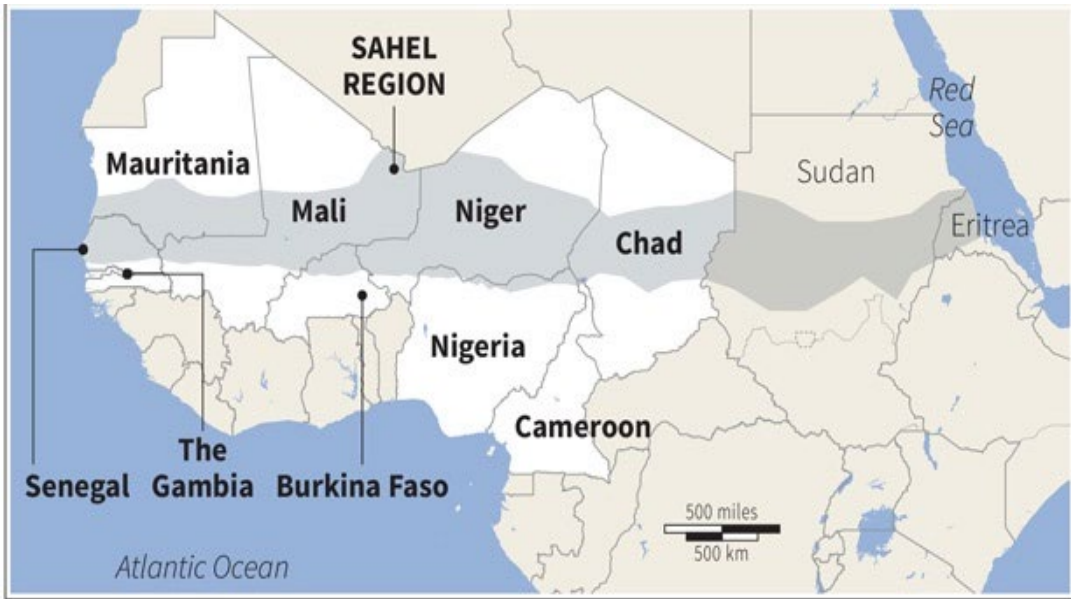 SAHEL
REGION
Red
Sea
Mauritania
Sudan
Mali
Niger
Chad
Eritrea
Nigeria
Cameroon
The
Senegal Gambia Burkina Faso
500 miles
500 km
Atlantic Ocean